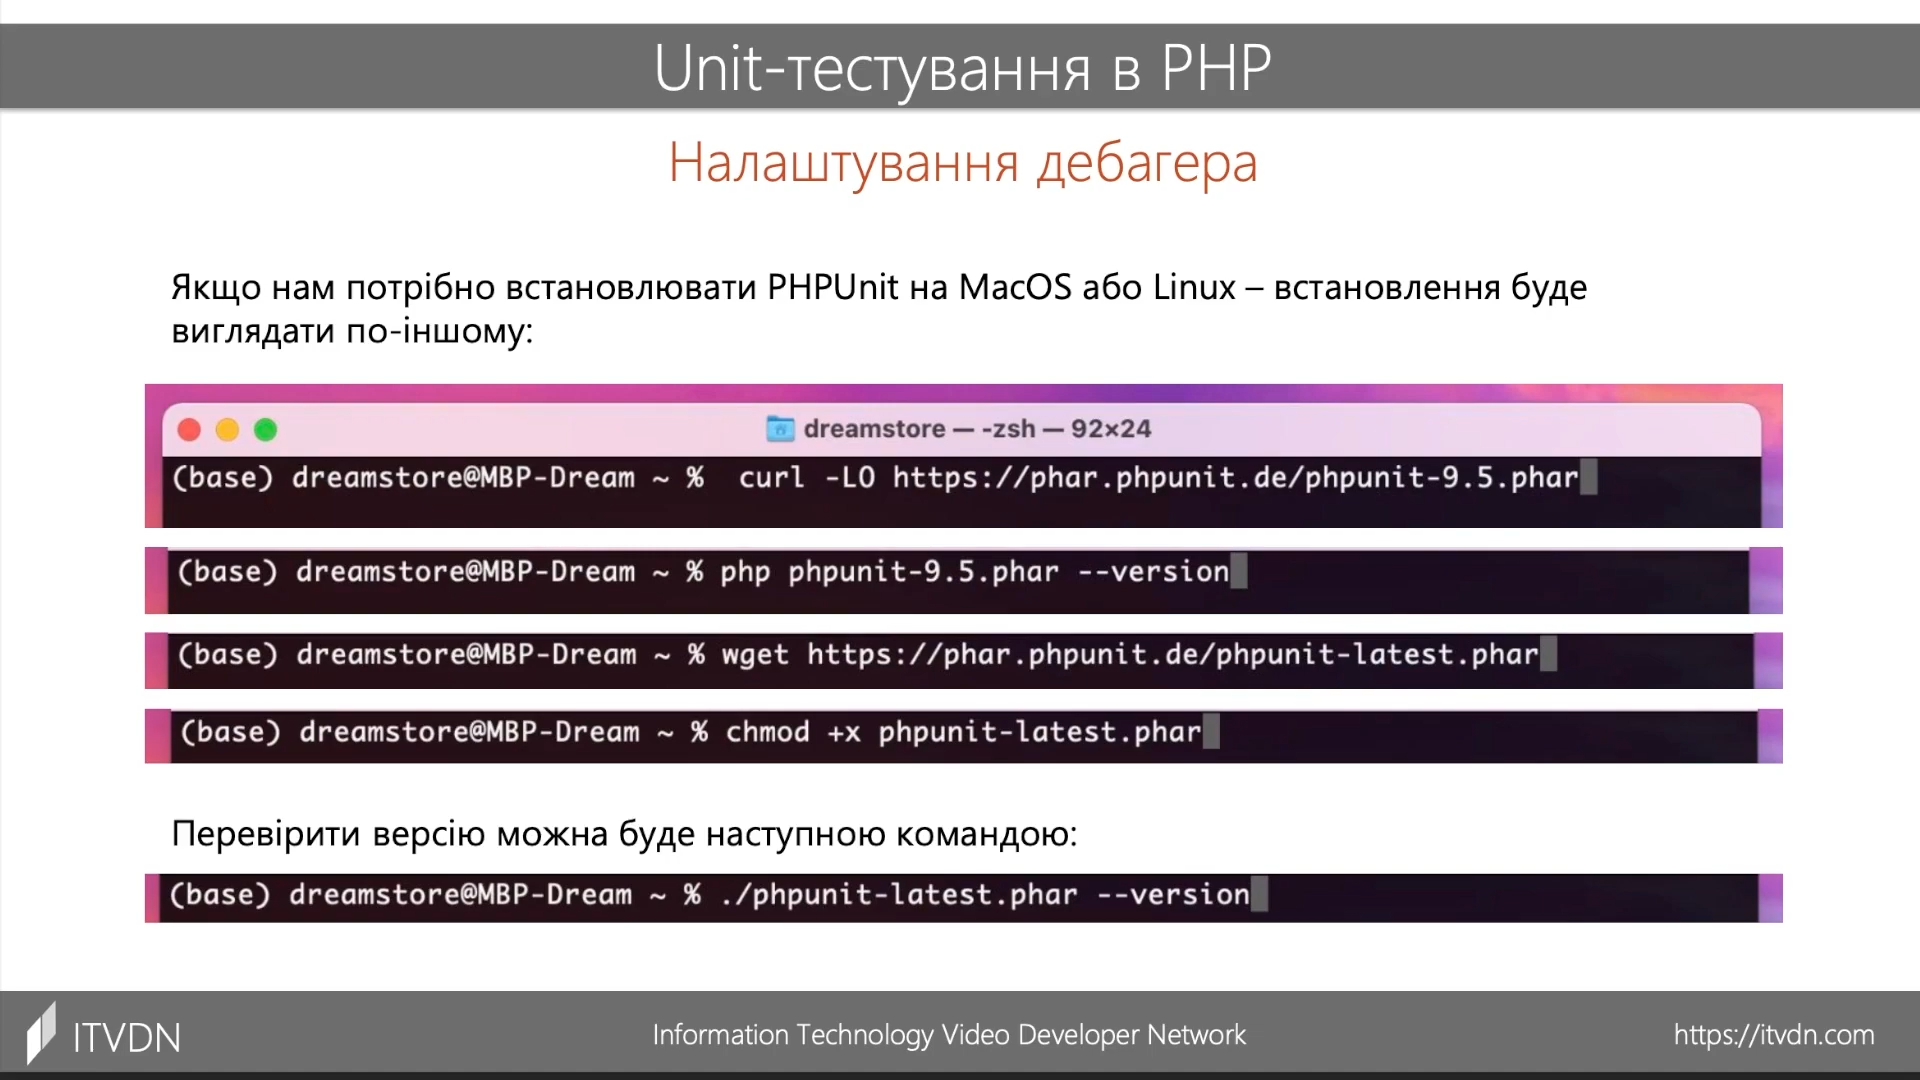 Unit-тестування в PHP
Налаштування дебагера
Якщо нам потрібно встановлювати PHPUnit на MacOS або Linux – встановлення буде
виглядати по-іншому:
dreamstore — -zsh — 92×24
(base) dreamstore@MBP-Dream ~ %  curl -LO https://phar.phpunit.de/phpunit-9.5.phar
(base) dreamstore@MBP-Dream ~ % php phpunit-9.5.phar --version
(base) dreamstore@MBP-Dream ~ % wget https://phar.phpunit.de/phpunit-latest.phar
(base) dreamstore@MBP-Dream ~ % chmod +x phpunit-latest.phar
Перевірити версію можна буде наступною командою:
(base) dreamstore@MBP-Dream ~ % ./phpunit-latest.phar --version
ITVDN
Information Technology Video Developer Network
https://itvdn.com